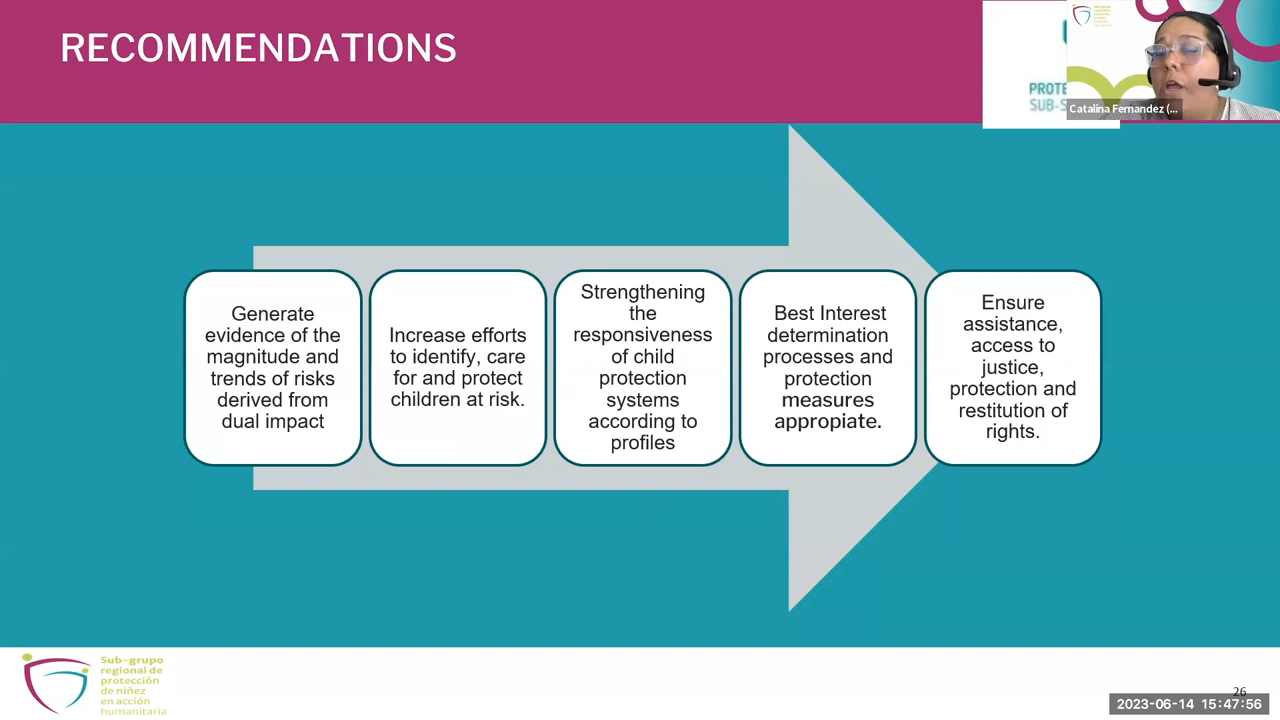 RECOMMENDATIONS
PROTE
SUB-S
Catalina Fernandez (...
Generate
evidence of the
magnitude and
trends of risks
derived from
dual impact
Increase efforts
to identify, care
for and protect
children at risk.
Strengthening
the
responsiveness
of child
protection
systems
according to
profiles
Best Interest
determination
processes and
protection
measures
appropiate.
Ensure
assistance,
access to
justice,
protection and
restitution of
rights.
Sub-grupo
regional de
protección
de niñez
en acción
humanitaria
26
2023-06-14 15:47:56